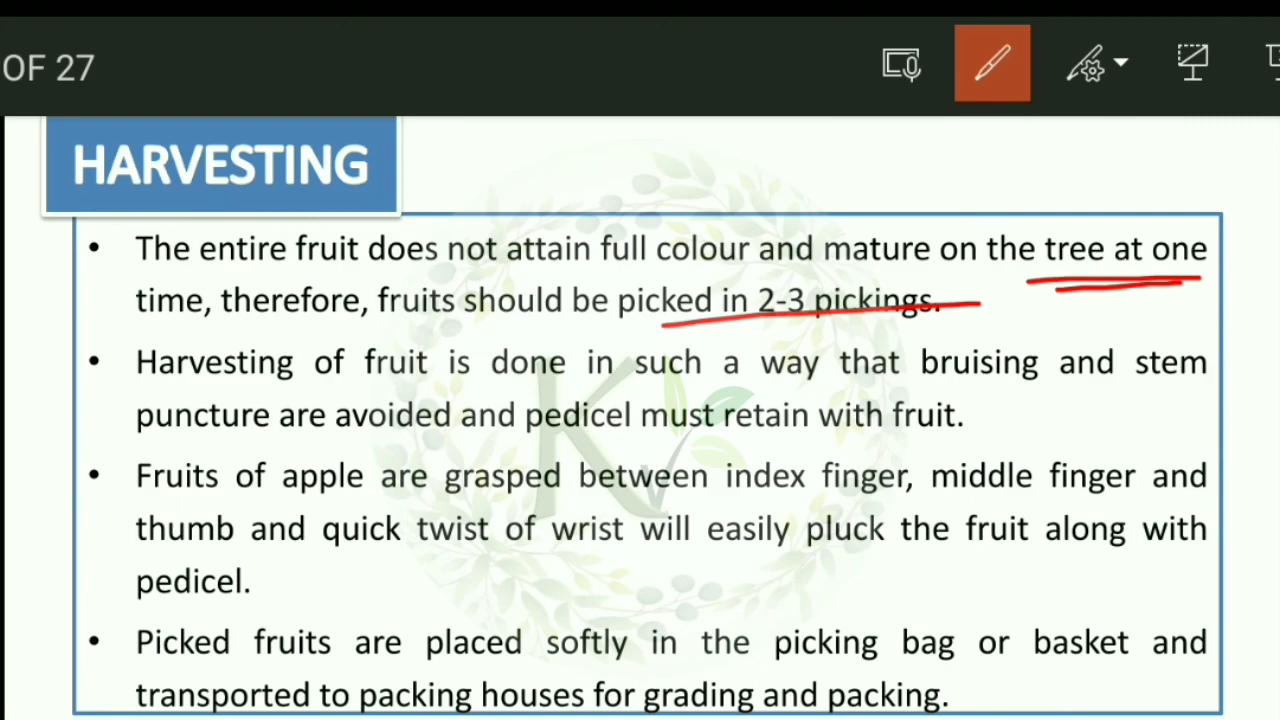 OF 27
HARVESTING
• The entire fruit does not attain full colour and mature on the tree at one
time, therefore, fruits should be picked in 2-3 pickings.
• Harvesting of fruit is done in such a way that bruising and stem
puncture are avoided and pedicel must retain with fruit.
• Fruits of apple are grasped between index finger, middle finger and
thumb and quick twist of wrist will easily pluck the fruit along with
pedicel.
• Picked fruits are placed softly in the picking bag or basket and
transported to packing houses for grading and packing.